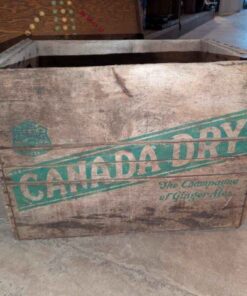 CANADA DRY
The Champagne
of Ginger Ales